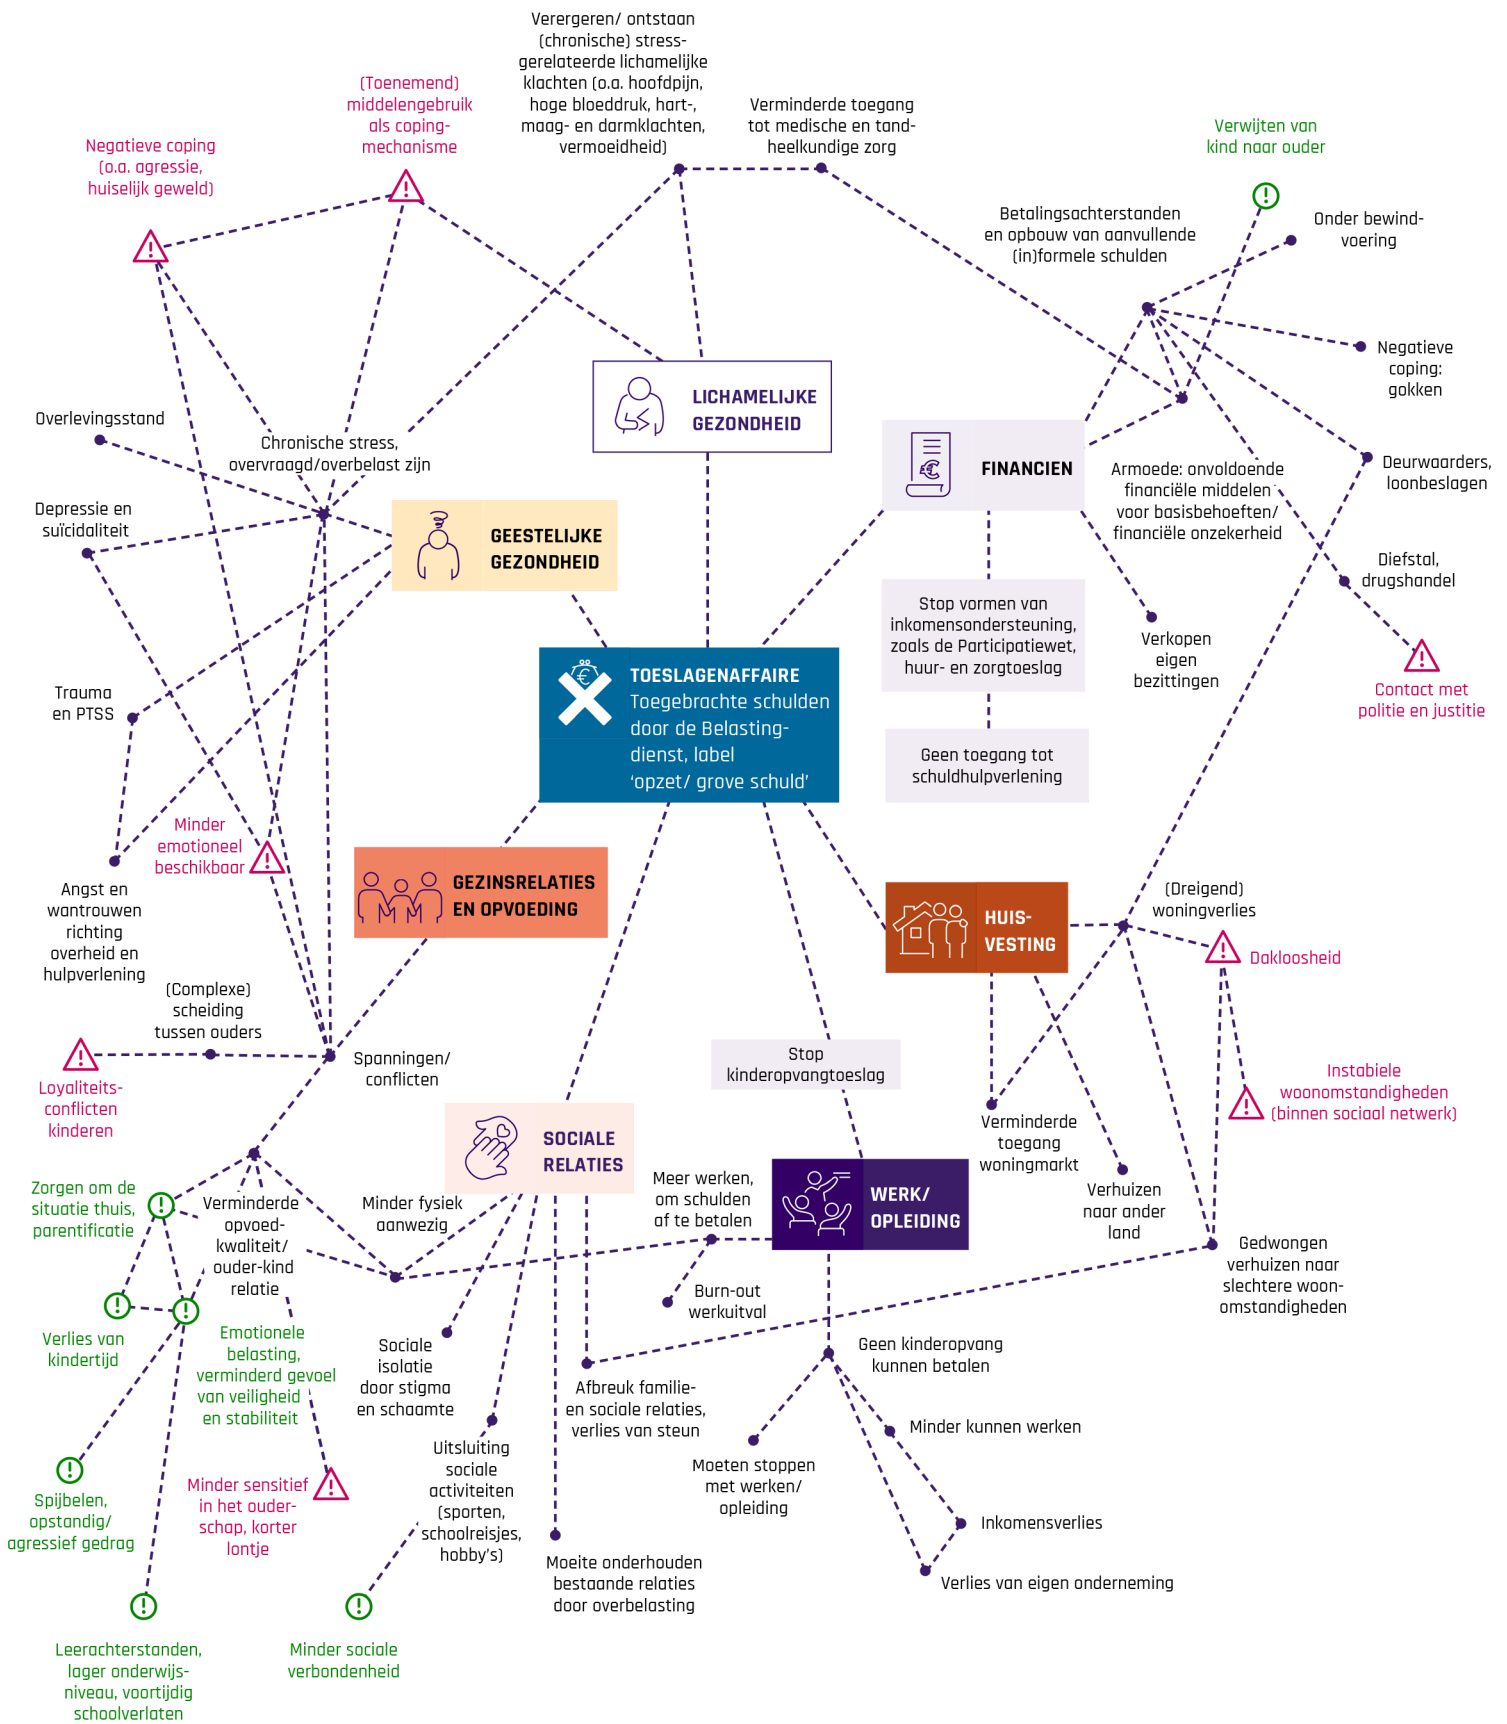 Verergeren/ ontstaan
(chronische) stress-
gerelateerde lichamelijke
klachten (o.a. hoofdpijn,
hoge bloeddruk, hart-,
maag- en darmklachten,
vermoeidheid)
(Toenemend)
middelengebruik
als coping-
mechanisme
Verminderde toegang
tot medische en tand-
heelkundige zorg
Verwijten van
kind naar ouder
Negatieve coping
(o.a. agressie,
huiselijk geweld)
Betalingsachterstanden
en opbouw van aanvullende
(in)formele schulden
Onder bewind-
voering
Negatieve
coping:
gokken
LICHAMELIJKE
GEZONDHEID
Overlevingsstand
Chronische stress,
overvraagd/overbelast zijn
FINANCIEN
Armoede: onvoldoende
financiële middelen
voor basisbehoeften/
financiële onzekerheid
Deurwaarders,
loonbeslagen
Depressie en
suïcidaliteit
GEESTELIJKE
GEZONDHEID
Diefstal,
drugshandel
Stop vormen van
inkomensondersteuning,
zoals de Participatiewet,
huur- en zorgtoeslag
Verkopen
eigen
bezittingen
Contact met
politie en justitie
TOESLAGENAFFAIRE
Toegebrachte schulden
door de Belasting-
dienst, label
‘opzet/ grove schuld’
Trauma
en PTSS
Geen toegang tot
schuldhulpverlening
Minder
emotioneel
beschikbaar
GEZINSRELATIES
EN OPVOEDING
Angst en
wantrouwen
richting
overheid en
hulpverlening
HUIS-
VESTING
(Dreigend)
woningverlies
Dakloosheid
(Complexe)
scheiding
tussen ouders
Spanningen/
conflicten
Loyaliteits-
conflicten
kinderen
Stop
kinderopvangtoeslag
Instabiele
woonomstandigheden
(binnen sociaal netwerk)
Verminderde
toegang
woningmarkt
SOCIALE
RELATIES
Zorgen om de
situatie thuis,
parentificatie
Verminderde
opvoed-
kwaliteit/
ouder-kind
relatie
Minder fysiek
aanwezig
Meer werken,
om schulden
af te betalen
WERK/
OPLEIDING
Verhuizen
naar ander
land
Gedwongen
verhuizen naar
slechtere woon-
omstandigheden
Burn-out
werkuitval
Verlies van
kindertijd
Emotionele
belasting,
verminderd gevoel
van veiligheid
en stabiliteit
Sociale
isolatie
door stigma
en schaamte
Geen kinderopvang
kunnen betalen
Afbreuk familie-
en sociale relaties,
verlies van steun
Minder kunnen werken
Uitsluiting
sociale
activiteiten
(sporten,
schoolreisjes,
hobby’s)
Moeten stoppen
met werken/
opleiding
Minder sensitief
in het ouder-
schap, korter
lontje
Spijbelen,
opstandig/
agressief gedrag
Inkomensverlies
Moeite onderhouden
bestaande relaties
door overbelasting
Verlies van eigen onderneming
Leerachterstanden,
lager onderwijs-
niveau, voortijdig
schoolverlaten
Minder sociale
verbondenheid